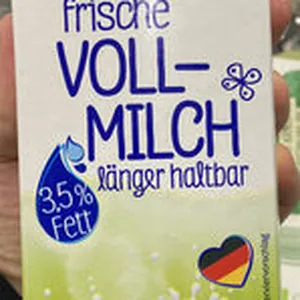 frische
VOLL-
MILCH
länger haltbar
3,5%
Fett